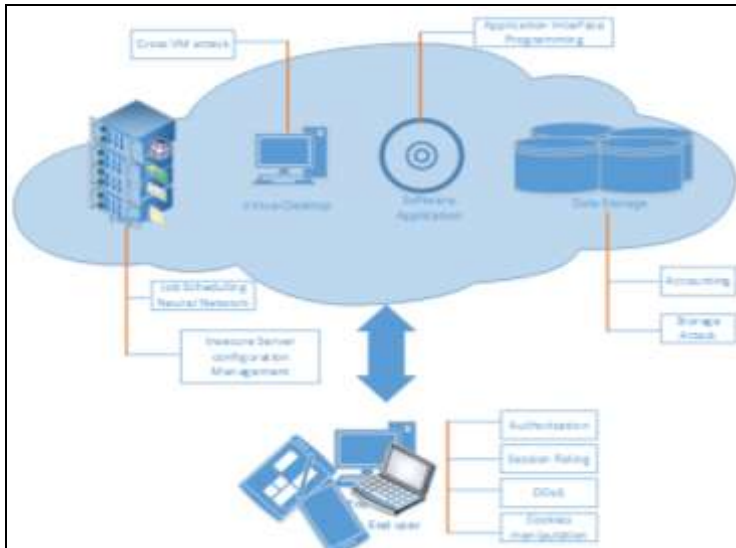 Cross VM attack
Application Interface
Programming
Virtual Desktop
Software
Application
Data Storage
Job Scheduling
Neural Network
Insecure Server
configuration
Management
Accounting
Storage
Attack
Authorization
Session Riding
DDoS
Cookies
manipulation
End user